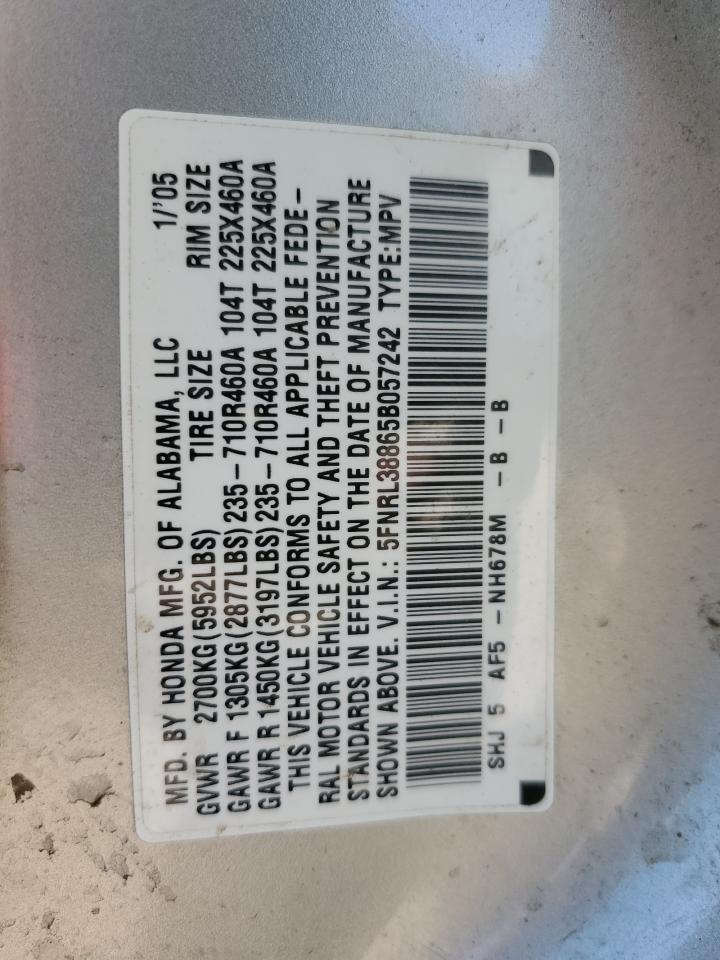 MFD. BY HONDA MFG. OF ALABAMA, LLC 1/'05
GVWR 2700KG(5952LBS) TIRE SIZE RIM SIZE
GAWR F 1305KG(2877LBS) 235-710R460A 104T 225X460A
GAWR R 1450KG(3197LBS) 235-710R460A 104T 225X460A
THIS VEHICLE CONFORMS TO ALL APPLICABLE FEDE-
RAL MOTOR VEHICLE SAFETY AND THEFT PREVENTION
STANDARDS IN EFFECT ON THE DATE OF MANUFACTURE
SHOWN ABOVE. V.I.N.: 5FNRL38865B057242 TYPE:MPV
SHJ 5 AF5 -NH678M -B -B